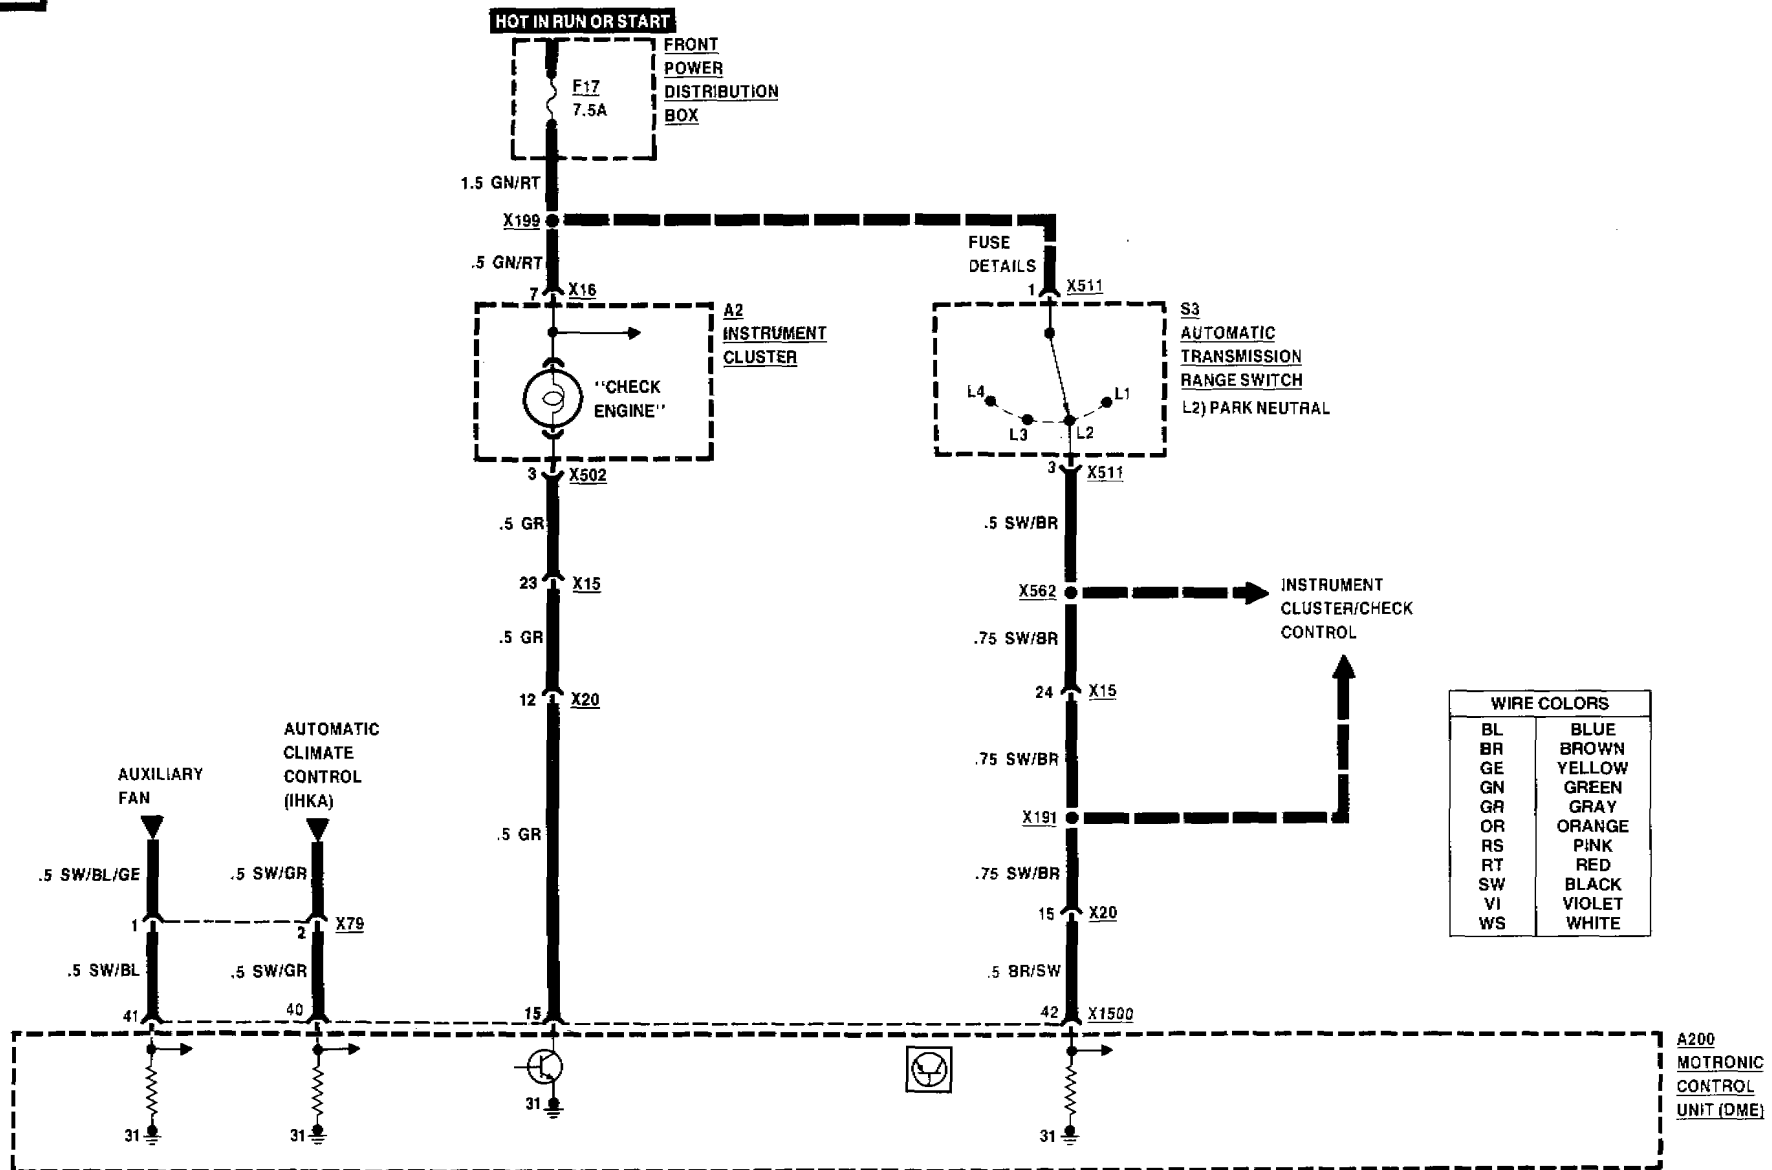 HOT IN RUN OR START
FRONT
POWER
DISTRIBUTION
BOX
F17
7.5A
1.5 GN/RT
X199
FUSE
DETAILS
.5 GN/RT
7 X16
1 X511
A2
INSTRUMENT
CLUSTER
"CHECK
ENGINE"
S3
AUTOMATIC
TRANSMISSION
RANGE SWITCH
L2) PARK NEUTRAL
L4
L3
L2
L1
3 X502
3 X511
.5 GR
.5 SW/BR
23 X15
X562
INSTRUMENT
CLUSTER/CHECK
CONTROL
.5 GR
.75 SW/BR
12 X20
24 X15
.75 SW/BR
AUTOMATIC
CLIMATE
CONTROL
(IHKA)
AUXILIARY
FAN
X191
.5 GR
.5 SW/BL/GE
.5 SW/GR
.75 SW/BR
1
2
X79
15 X20
.5 SW/BL
.5 SW/GR
.5 BR/SW
41
40
15
42 X1500
WIRE COLORS
BL BLUE
BR BROWN
GE YELLOW
GN GREEN
GR GRAY
OR ORANGE
RS PINK
RT RED
SW BLACK
VI VIOLET
WS WHITE
A200
MOTRONIC
CONTROL
UNIT (DME)
31
31
31
31